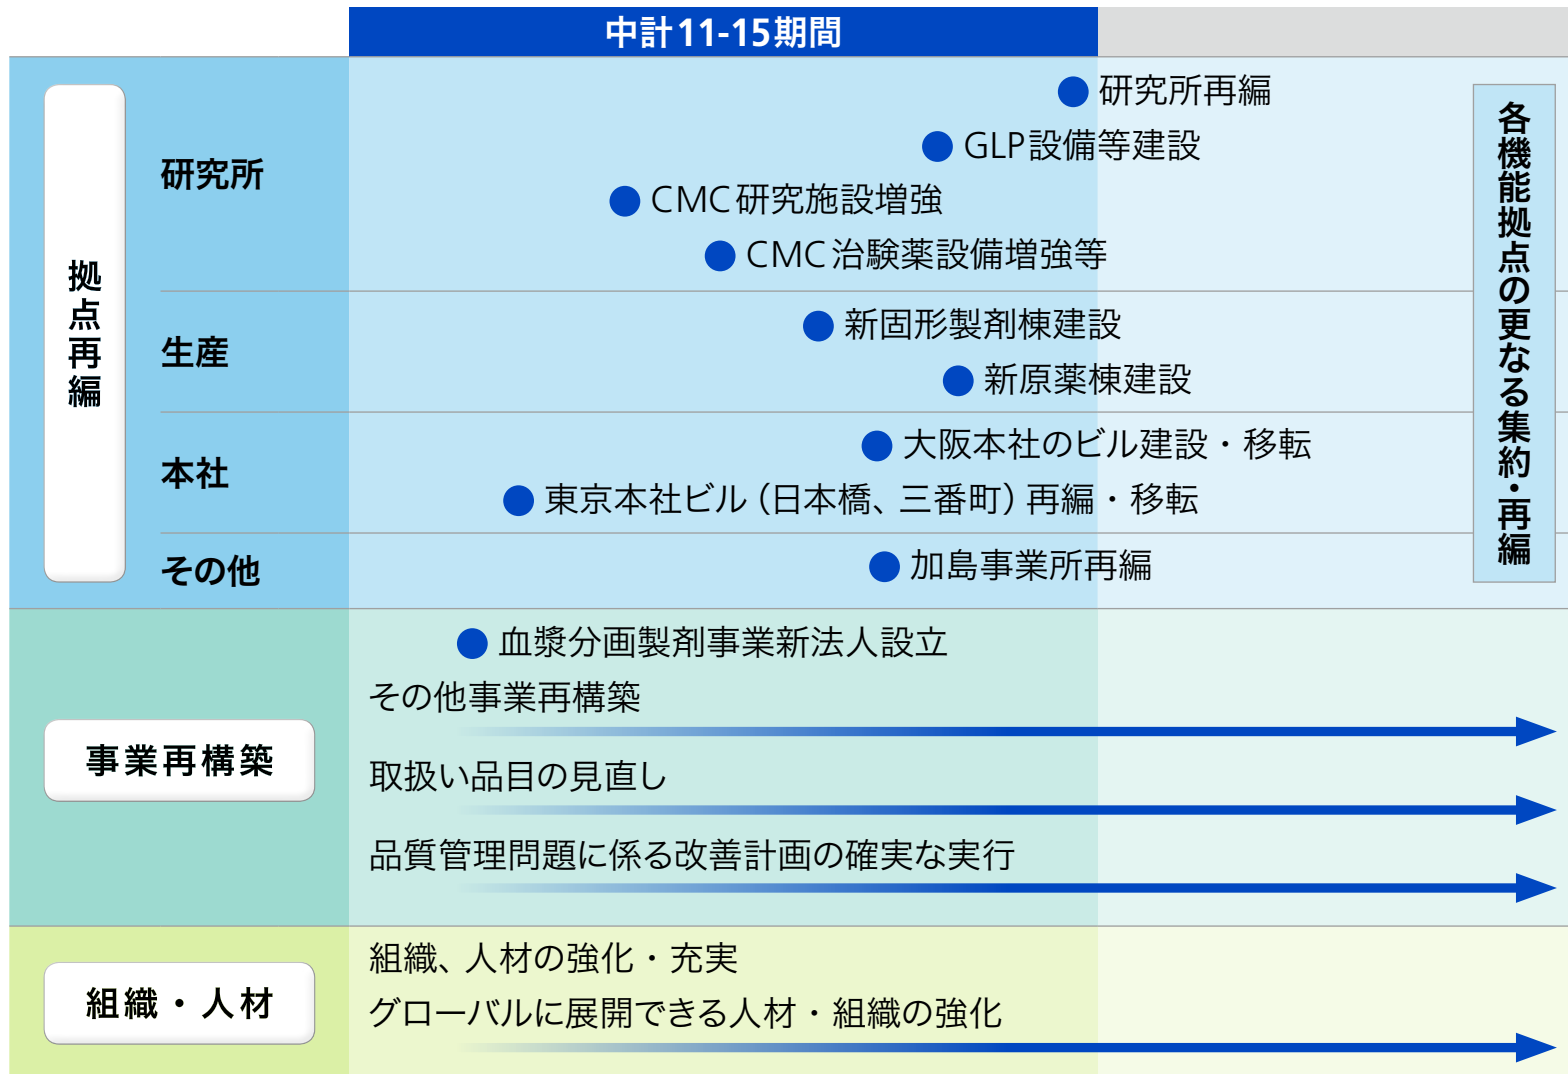 中計11-15期間
拠点再編
研究所
研究所再編
GLP設備等建設
CMC研究施設増強
CMC治験薬設備増強等
生産
新固形製剤棟建設
新原薬棟建設
本社
大阪本社のビル建設・移転
東京本社ビル（日本橋、三番町）再編・移転
その他
加島事業所再編
各機能拠点の更なる集約・再編
事業再構築
血漿分画製剤事業新法人設立
その他事業再構築
取扱い品目の見直し
品質管理問題に係る改善計画の確実な実行
組織・人材
組織、人材の強化・充実
グローバルに展開できる人材・組織の強化